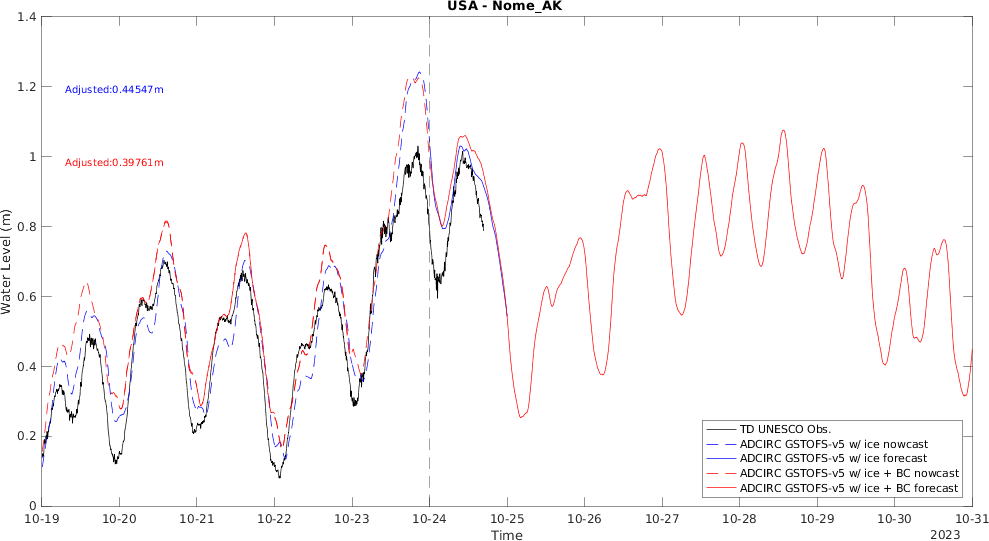 USA - Nome_AK
1.4
1.2
1
0.8
0.6
0.4
0.2
0
Water Level (m)
Adjusted:0.44547m
Adjusted:0.39761m
TD UNESCO Obs.
ADCIRC GSTOFS-v5 w/ ice nowcast
ADCIRC GSTOFS-v5 w/ ice forecast
ADCIRC GSTOFS-v5 w/ ice + BC nowcast
ADCIRC GSTOFS-v5 w/ ice + BC forecast
10-19 10-20 10-21 10-22 10-23 10-24 10-25 10-26 10-27 10-28 10-29 10-30 10-31
Time
2023